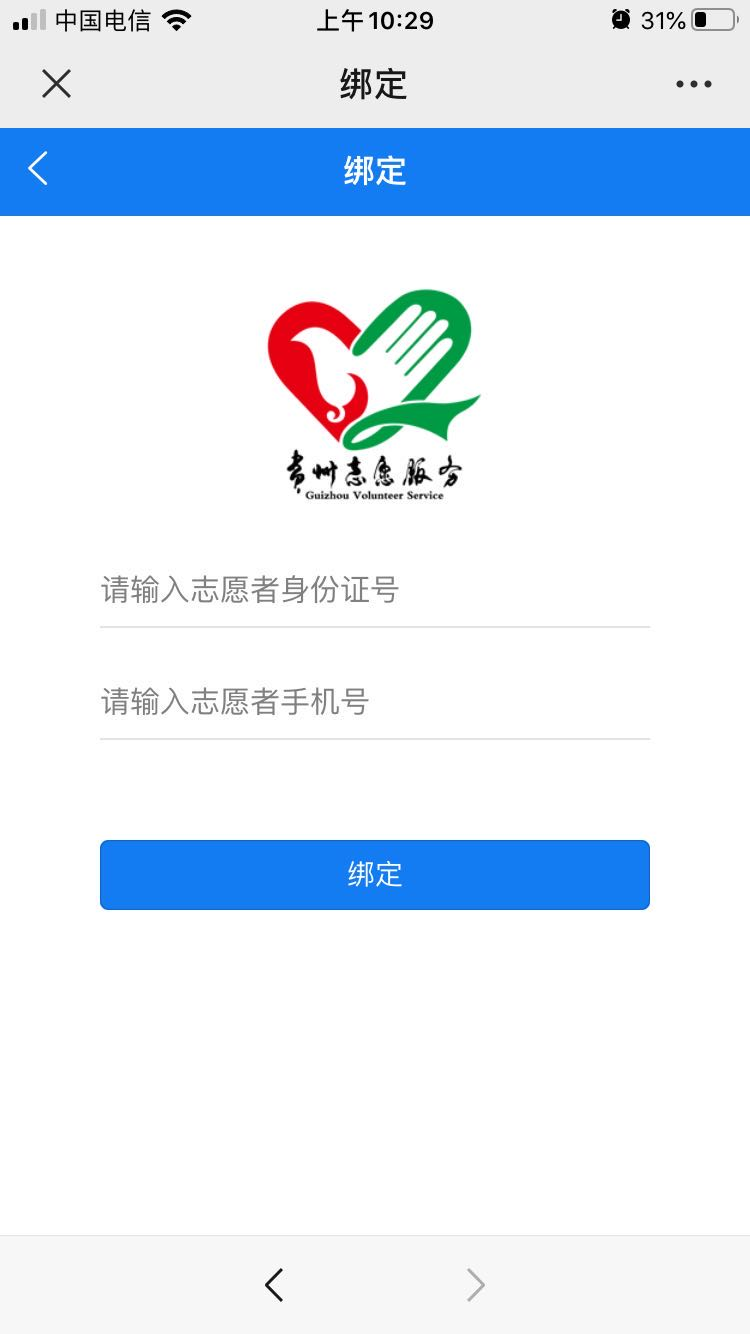 中国电信 上午10:29 31%
绑定
绑定
贵州志愿服务
Guizhou Volunteer Service
请输入志愿者身份证号
请输入志愿者手机号
绑定